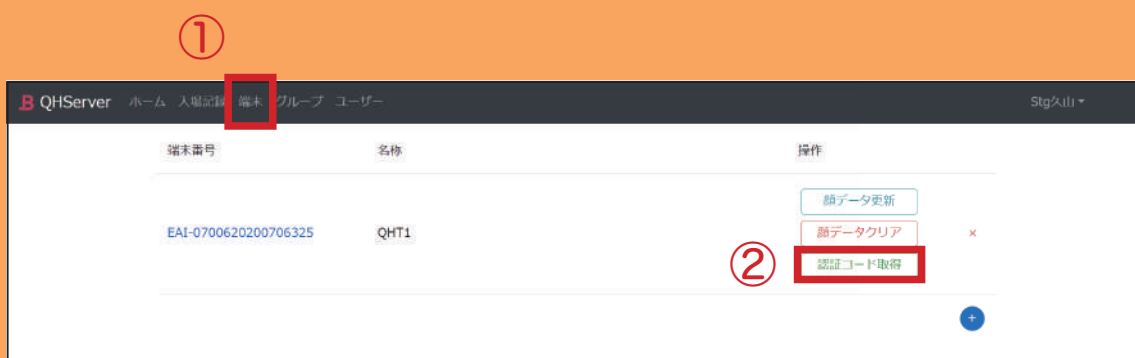 ①
B QHServer ホーム 入場記録 端末 グループ ユーザー Stg久山
端末番号 名称 操作
顔データ更新
EAI-0700620200706325 QHT1 顔データクリア ×
② 認証コード取得
+